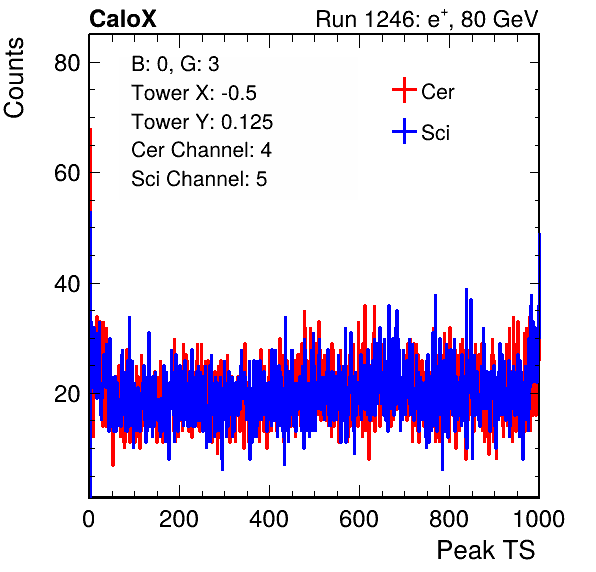 CaloX Run 1246: e⁺, 80 GeV
Counts
80
60
40
20
B: 0, G: 3
Tower X: -0.5
Tower Y: 0.125
Cer Channel: 4
Sci Channel: 5
Cer
Sci
0 200 400 600 800 1000
Peak TS